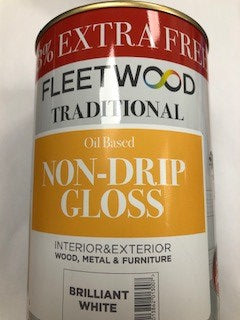 % EXTRA FREE
FLEETWOOD
TRADITIONAL
Oil Based
NON-DRIP
GLOSS
INTERIOR&EXTERIOR
WOOD, METAL & FURNITURE
BRILLIANT
WHITE